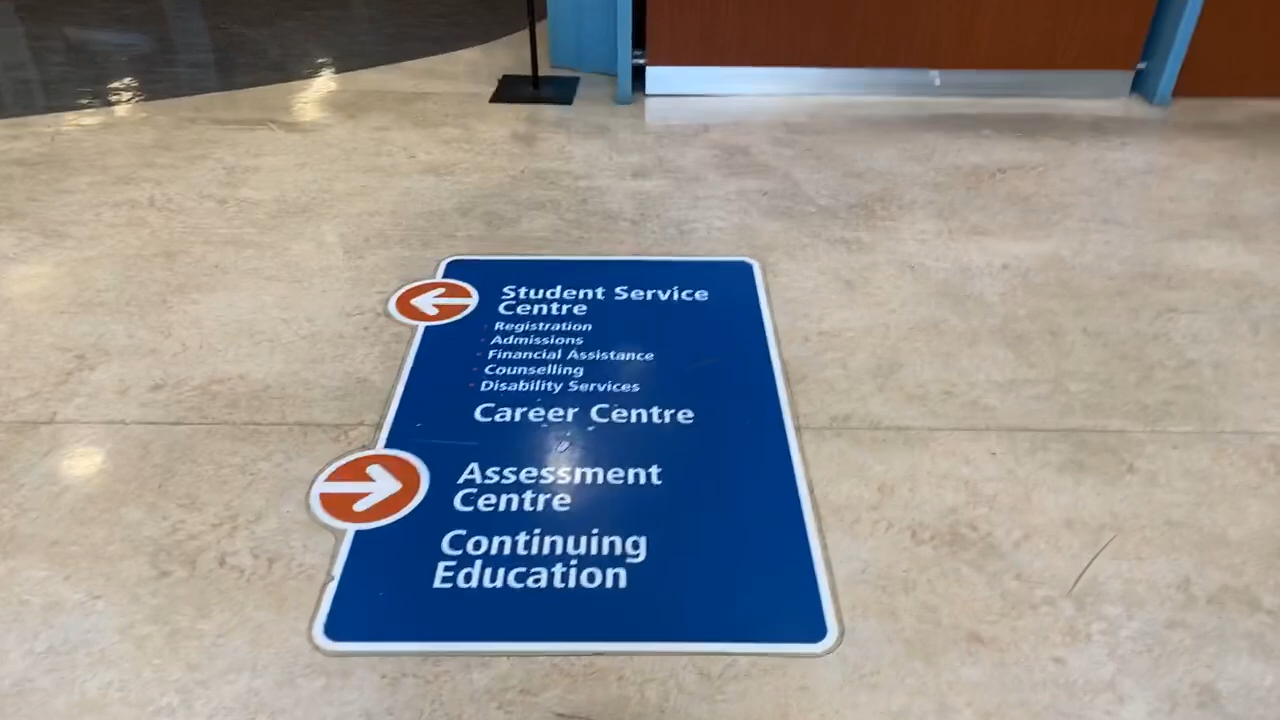 Student Service
Centre
Registration
Admissions
Financial Assistance
Counselling
Disability Services
Career Centre
Assessment
Centre
Continuing
Education